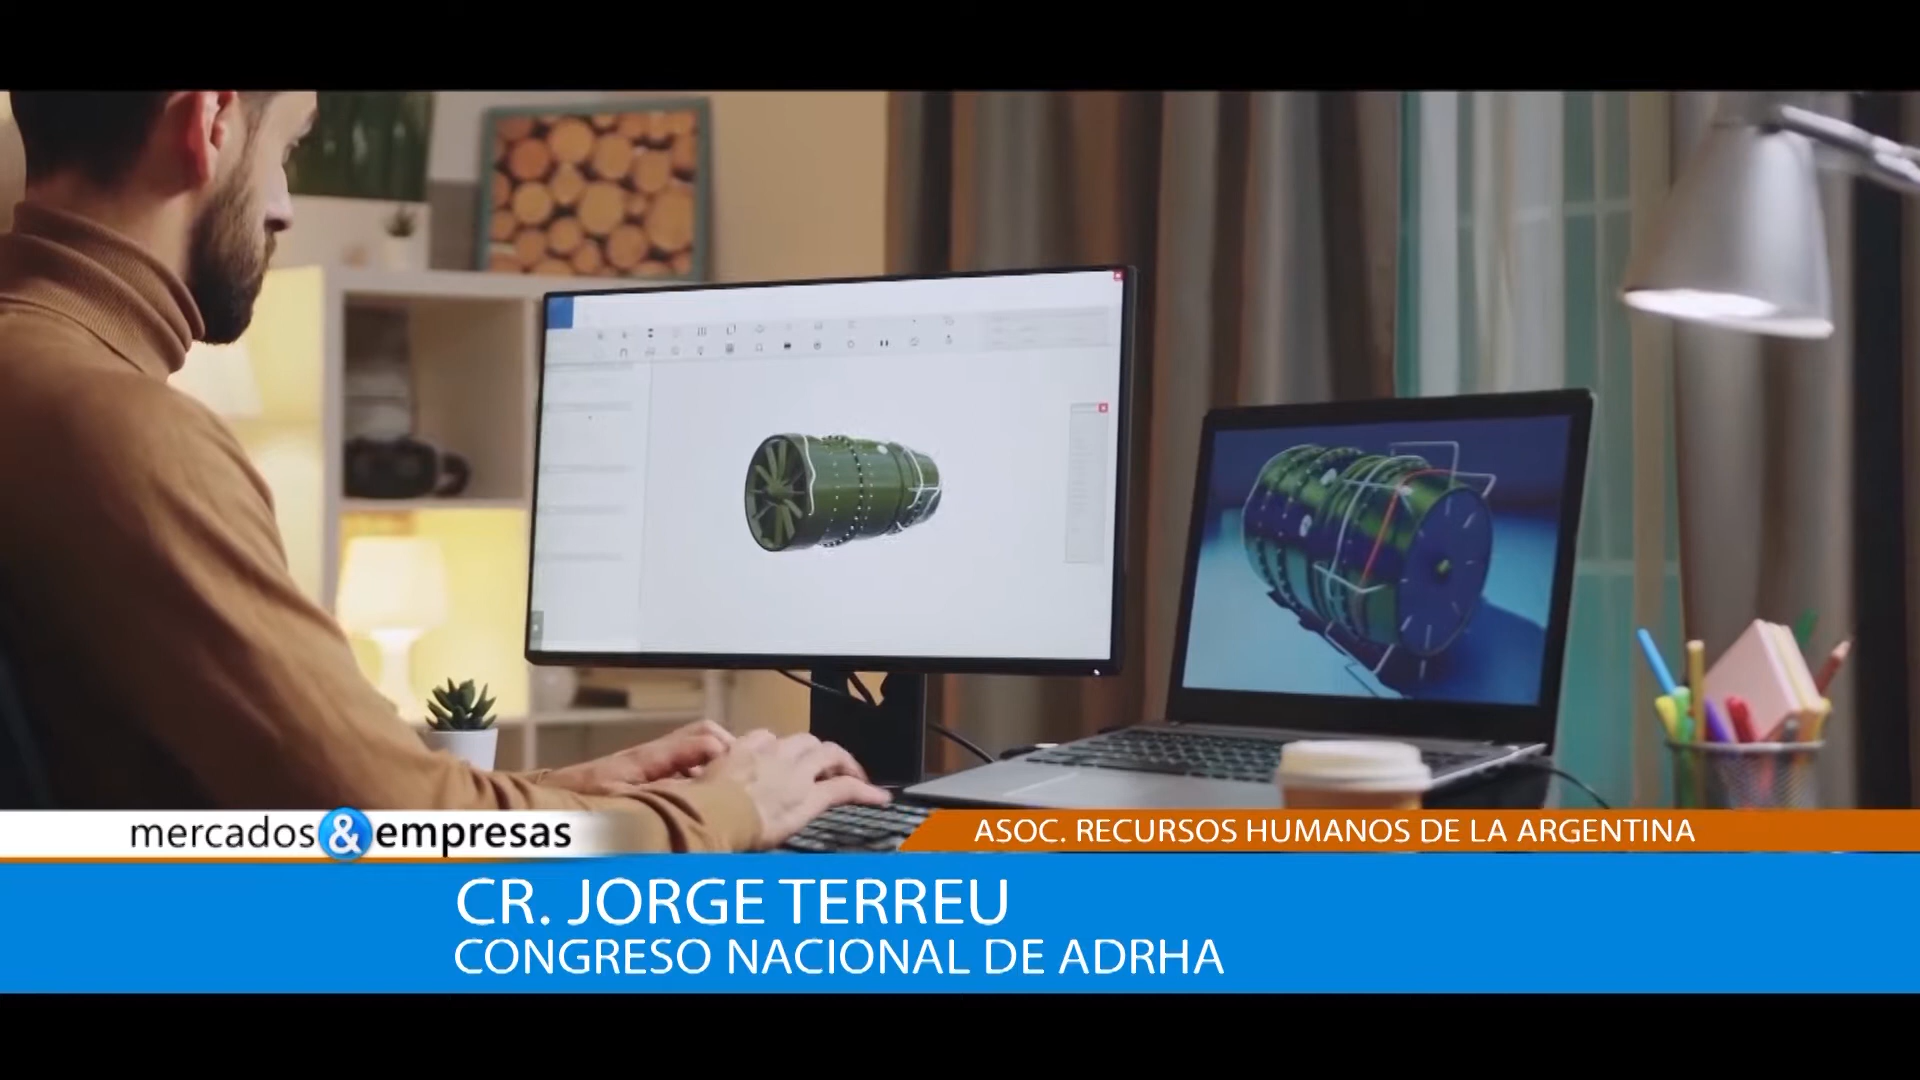 mercados&empresas
ASOC. RECURSOS HUMANOS DE LA ARGENTINA
CR. JORGE TERREU
CONGRESO NACIONAL DE ADRHA